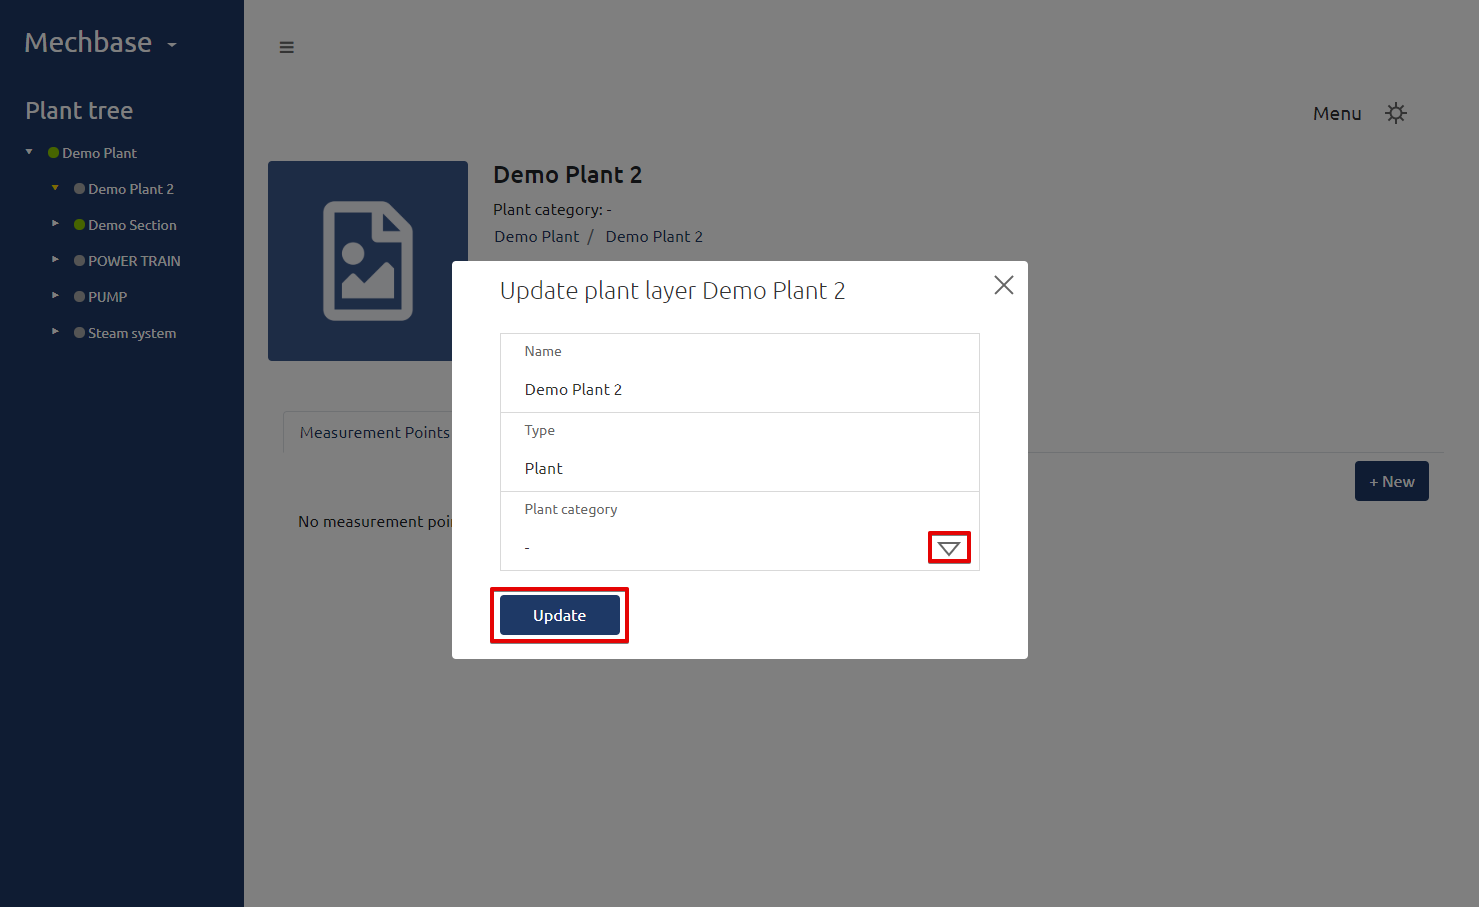 Mechbase
Plant tree
Demo Plant
Demo Plant 2
Demo Section
POWER TRAIN
PUMP
Steam system
Menu
Demo Plant 2
Plant category: -
Demo Plant / Demo Plant 2
Measurement Points
+ New
No measurement poi
Update plant layer Demo Plant 2
Name
Demo Plant 2
Type
Plant
Plant category
-
Update